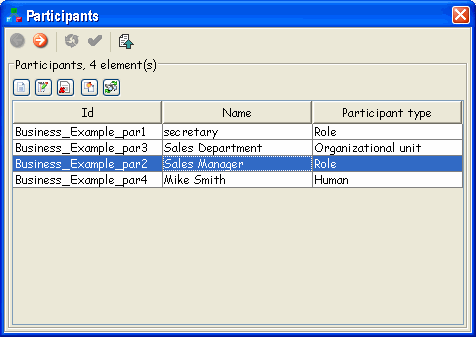 Participants
Participants, 4 element(s)
Id Name Participant type
Business_Example_par1 secretary Role
Business_Example_par3 Sales Department Organizational unit
Business_Example_par2 Sales Manager Role
Business_Example_par4 Mike Smith Human